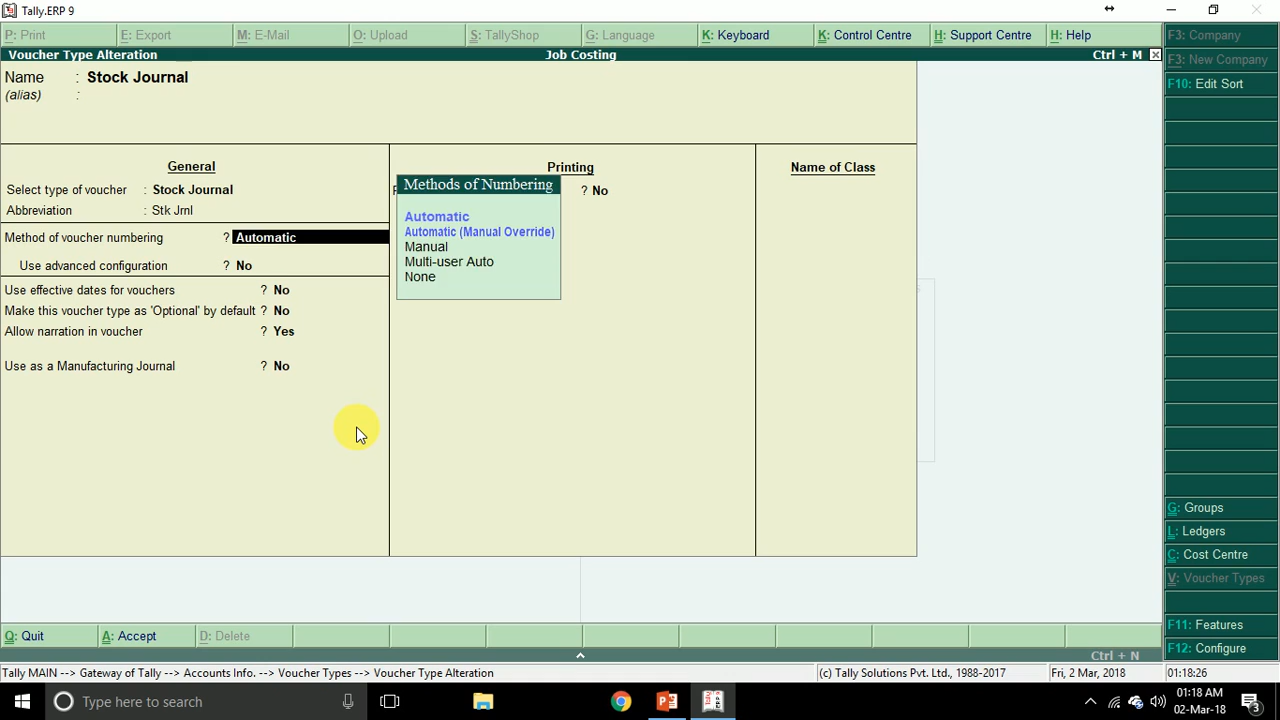 Tally.ERP 9
P: Print E: Export M: E-Mail O: Upload S: TallyShop G: Language K: Keyboard K: Control Centre H: Support Centre H: Help
F3: Company
Voucher Type Alteration Job Costing Ctrl + M
F3: New Company
Name : Stock Journal
F10: Edit Sort
(alias) :
General Printing Name of Class
Select type of voucher : Stock Journal
? No
Methods of Numbering
Abbreviation : Stk Jrnl
Automatic
Automatic (Manual Override)
Method of voucher numbering ? Automatic
Manual
Multi-user Auto
Use advanced configuration ? No
None
Use effective dates for vouchers ? No
Make this voucher type as 'Optional' by default ? No
Allow narration in voucher ? Yes
Use as a Manufacturing Journal ? No
G: Groups
L: Ledgers
C: Cost Centre
V: Voucher Types
F11: Features
F12: Configure
Q: Quit A: Accept D: Delete
Ctrl + N
Tally MAIN --> Gateway of Tally --> Accounts Info. --> Voucher Types --> Voucher Type Alteration (c) Tally Solutions Pvt. Ltd., 1988-2017 Fri, 2 Mar, 2018 01:18:26
Type here to search
01:18 AM
02-Mar-18
3